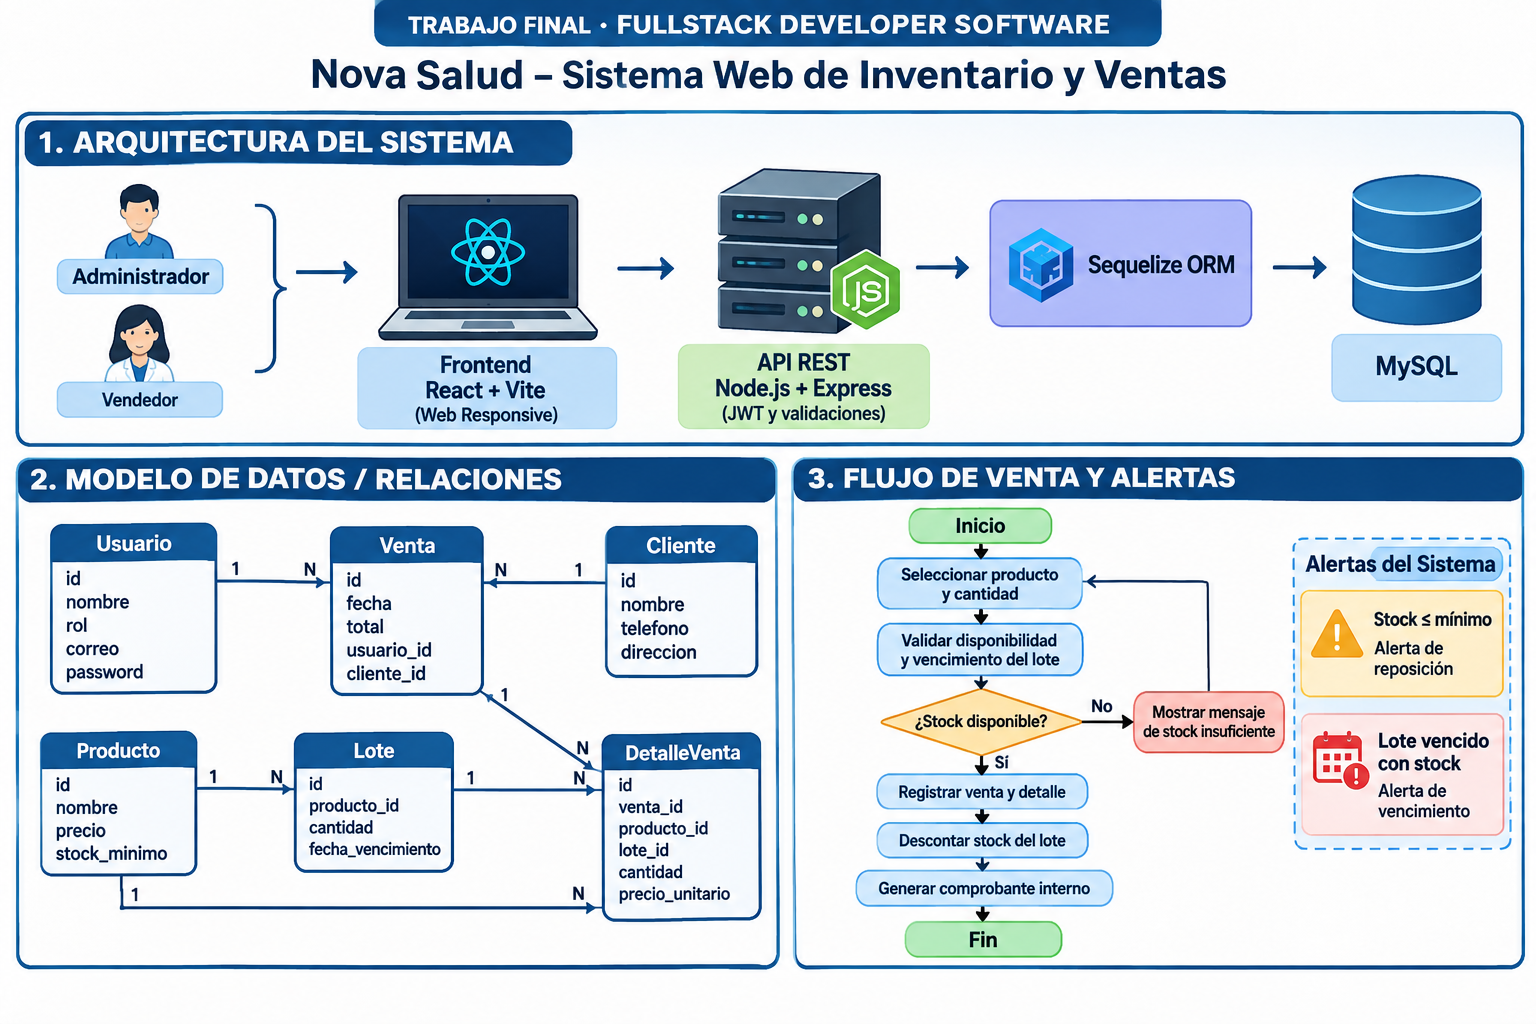 TRABAJO FINAL · FULLSTACK DEVELOPER SOFTWARE
Nova Salud – Sistema Web de Inventario y Ventas
1. ARQUITECTURA DEL SISTEMA
Administrador
Vendedor
Frontend
React + Vite
(Web Responsive)
JS
API REST
Node.js + Express
(JWT y validaciones)
Sequelize ORM
MySQL
2. MODELO DE DATOS / RELACIONES
Usuario
id
nombre
rol
correo
password
1
N
Venta
id
fecha
total
usuario_id
cliente_id
N
1
Cliente
id
nombre
telefono
direccion
1
N
Producto
id
nombre
precio
stock_minimo
1
N
Lote
id
producto_id
cantidad
fecha_vencimiento
1
N
DetalleVenta
id
venta_id
producto_id
lote_id
cantidad
precio_unitario
1
N
3. FLUJO DE VENTA Y ALERTAS
Inicio
Seleccionar producto
y cantidad
Validar disponibilidad
y vencimiento del lote
¿Stock disponible?
No
Mostrar mensaje
de stock insuficiente
Sí
Registrar venta y detalle
Descontar stock del lote
Generar comprobante interno
Fin
Alertas del Sistema
Stock ≤ mínimo
Alerta de
reposición
Lote vencido
con stock
Alerta de
vencimiento